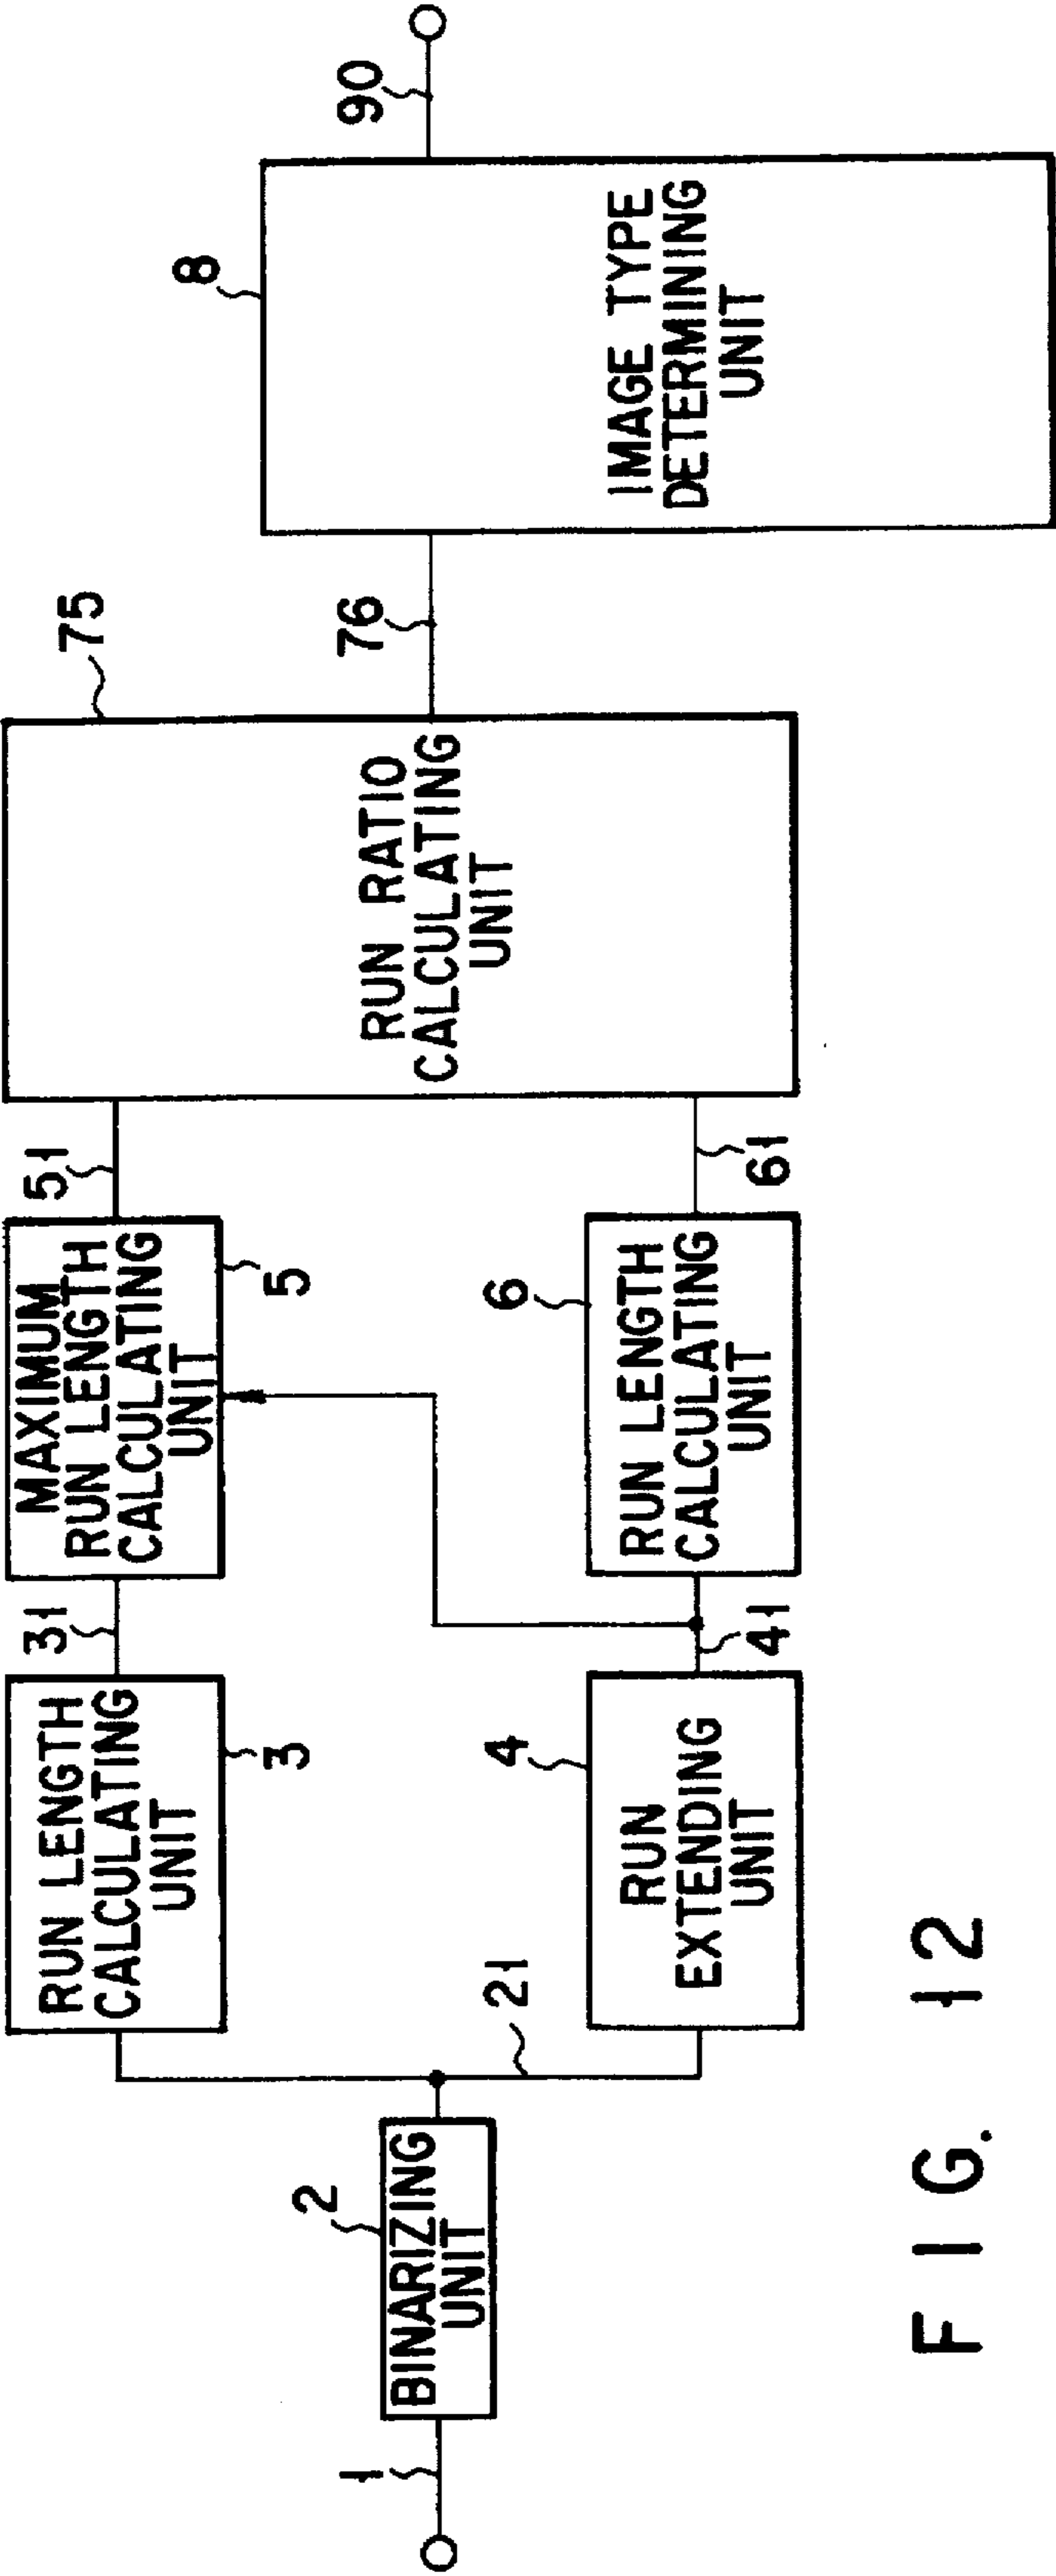 1
2
BINARIZING
UNIT
21
RUN LENGTH
CALCULATING
UNIT
3
31
MAXIMUM
RUN LENGTH
CALCULATING
UNIT
5
51
4
RUN
EXTENDING
UNIT
41
6
RUN LENGTH
CALCULATING
UNIT
61
75
RUN RATIO
CALCULATING
UNIT
76
8
IMAGE TYPE
DETERMINING
UNIT
90
FIG. 12